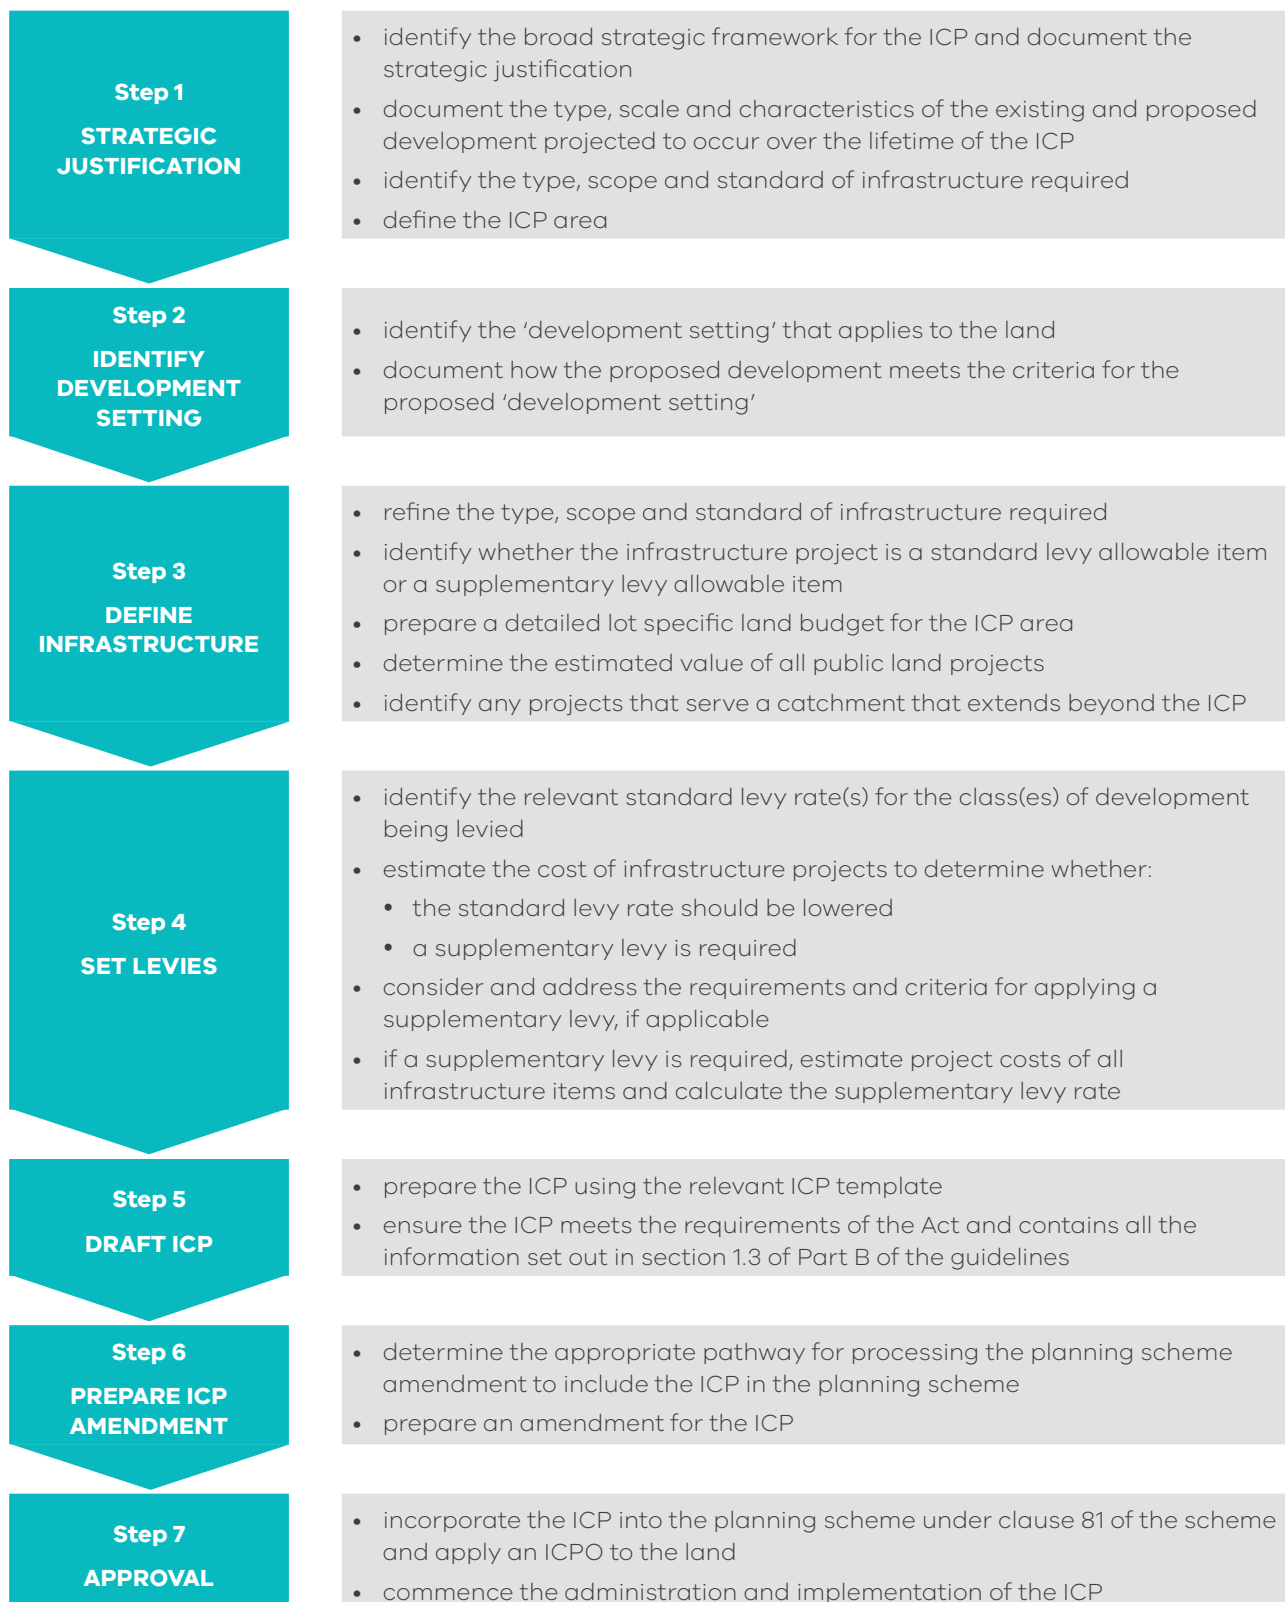 Step 1
STRATEGIC
JUSTIFICATION
• identify the broad strategic framework for the ICP and document the
strategic justification
• document the type, scale and characteristics of the existing and proposed
development projected to occur over the lifetime of the ICP
• identify the type, scope and standard of infrastructure required
• define the ICP area
Step 2
IDENTIFY
DEVELOPMENT
SETTING
• identify the ‘development setting’ that applies to the land
• document how the proposed development meets the criteria for the
proposed ‘development setting’
Step 3
DEFINE
INFRASTRUCTURE
• refine the type, scope and standard of infrastructure required
• identify whether the infrastructure project is a standard levy allowable item
or a supplementary levy allowable item
• prepare a detailed lot specific land budget for the ICP area
• determine the estimated value of all public land projects
• identify any projects that serve a catchment that extends beyond the ICP
Step 4
SET LEVIES
• identify the relevant standard levy rate(s) for the class(es) of development
being levied
• estimate the cost of infrastructure projects to determine whether:
• the standard levy rate should be lowered
• a supplementary levy is required
• consider and address the requirements and criteria for applying a
supplementary levy, if applicable
• if a supplementary levy is required, estimate project costs of all
infrastructure items and calculate the supplementary levy rate
Step 5
DRAFT ICP
• prepare the ICP using the relevant ICP template
• ensure the ICP meets the requirements of the Act and contains all the
information set out in section 1.3 of Part B of the guidelines
Step 6
PREPARE ICP
AMENDMENT
• determine the appropriate pathway for processing the planning scheme
amendment to include the ICP in the planning scheme
• prepare an amendment for the ICP
Step 7
APPROVAL
• incorporate the ICP into the planning scheme under clause 81 of the scheme
and apply an ICPO to the land
• commence the administration and implementation of the ICP